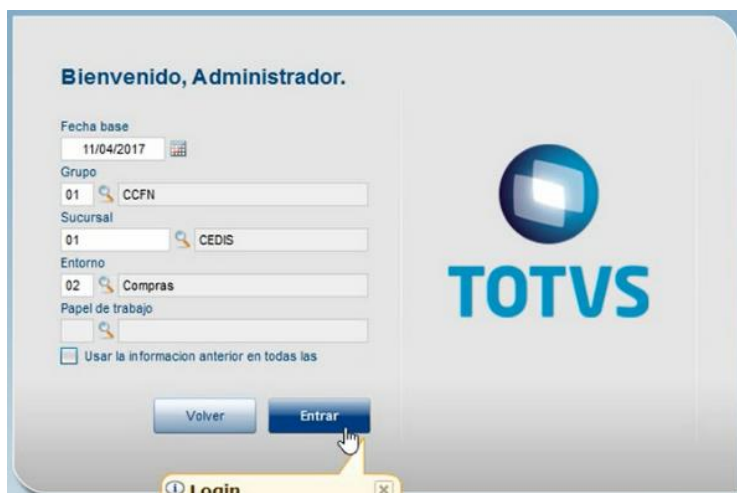 Bienvenido, Administrador.
Fecha base
11/04/2017
Grupo
01 CCFN
Sucursal
01 CEDIS
Entorno
02 Compras
Papel de trabajo
Usar la informacion anterior en todas las
Volver Entrar
TOTVS
Login